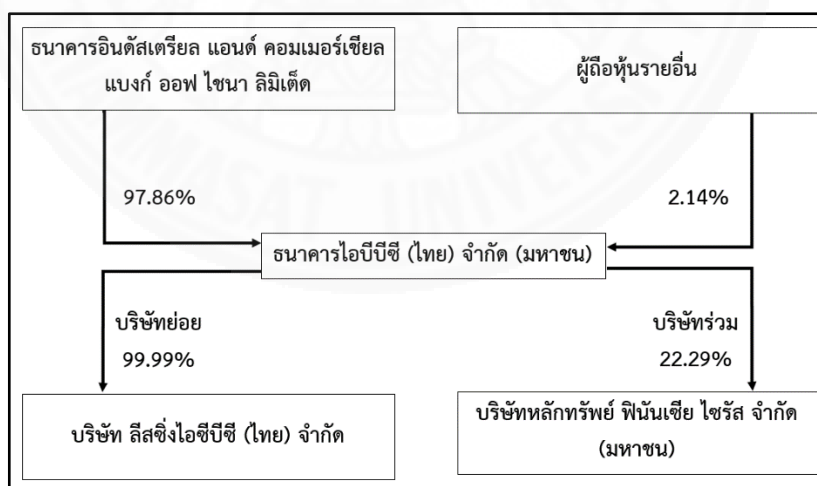 ธนาคารอินดัสเตรียล แอนด์ คอมเมอร์เชียล
แบงก์ ออฟ ไชนา ลิมิเต็ด
ผู้ถือหุ้นรายอื่น
97.86%
2.14%
ธนาคารไอบีบีซี (ไทย) จำกัด (มหาชน)
บริษัทย่อย
99.99%
บริษัทร่วม
22.29%
บริษัท ลีสซิ่งไอซีบีซี (ไทย) จำกัด
บริษัทหลักทรัพย์ ฟินันเซีย ไซรัส จำกัด
(มหาชน)